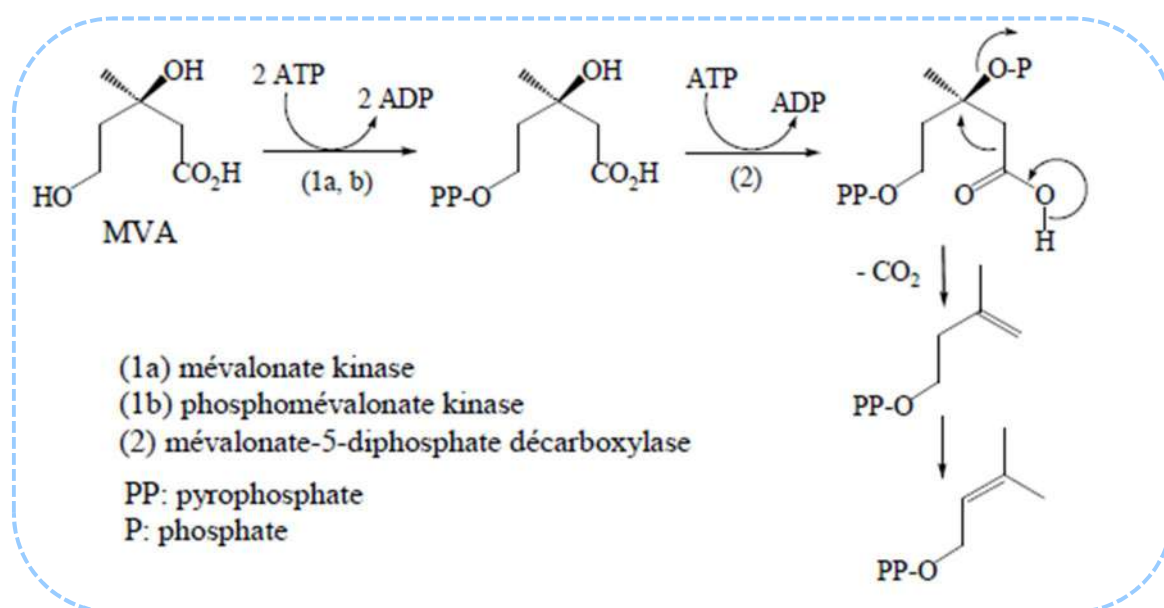 OH
2 ATP
2 ADP
(1a, b)
HO
CO₂H
MVA
OH
PP-O
CO₂H
ATP
ADP
(2)
O-P
PP-O
O
O
H
- CO₂
PP-O
PP-O
(1a) mévalonate kinase
(1b) phosphomévalonate kinase
(2) mévalonate-5-diphosphate décarboxylase
PP: pyrophosphate
P: phosphate